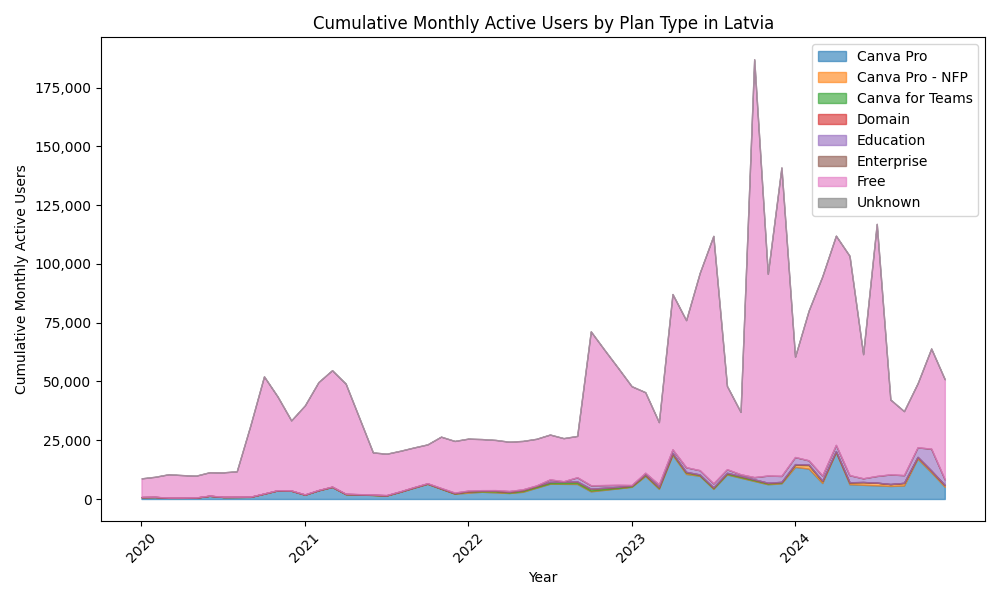 Cumulative Monthly Active Users by Plan Type in Latvia
Canva Pro
Canva Pro - NFP
Canva for Teams
Domain
Education
Enterprise
Free
Unknown
175,000
150,000
125,000
100,000
75,000
50,000
25,000
0
Cumulative Monthly Active Users
2020
2021
2022
2023
2024
Year